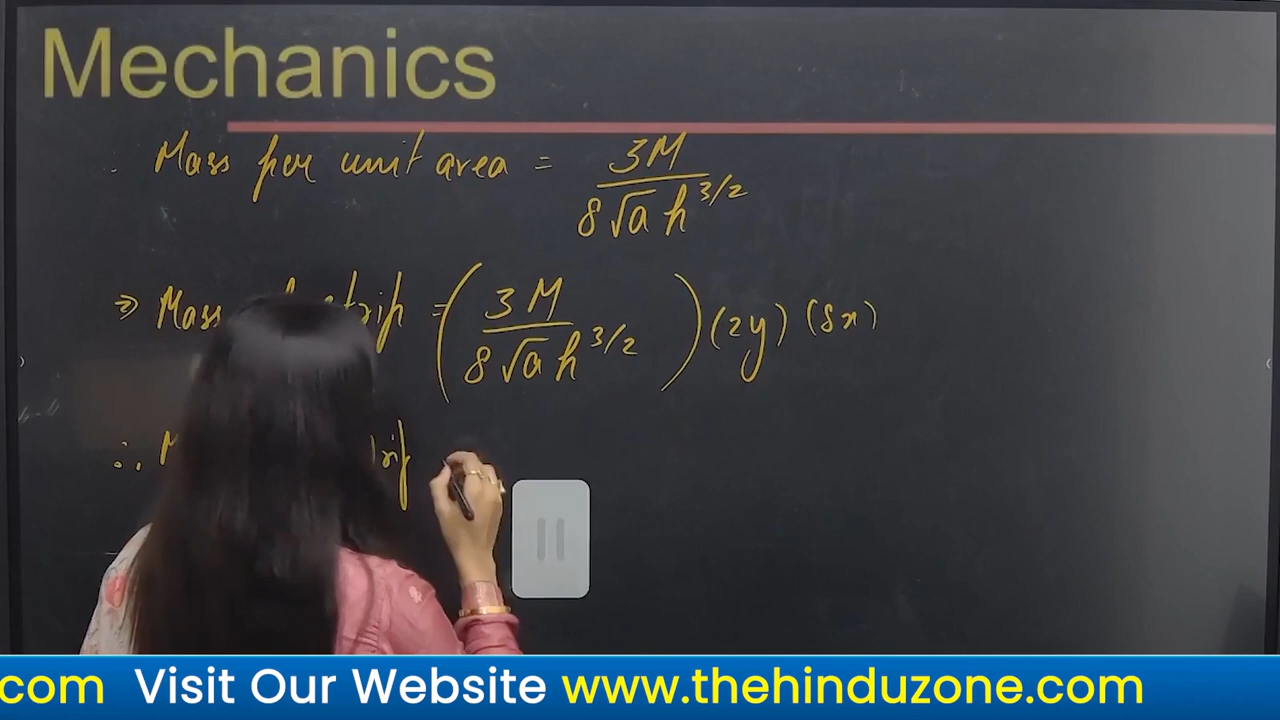 Mechanics
∴ Mass per unit area = 3M / 8√a h^3/2
⇒ Mass strip = (3M / 8√a h^3/2) (2y) (δx)
∴
com Visit Our Website www.thehinduzone.com